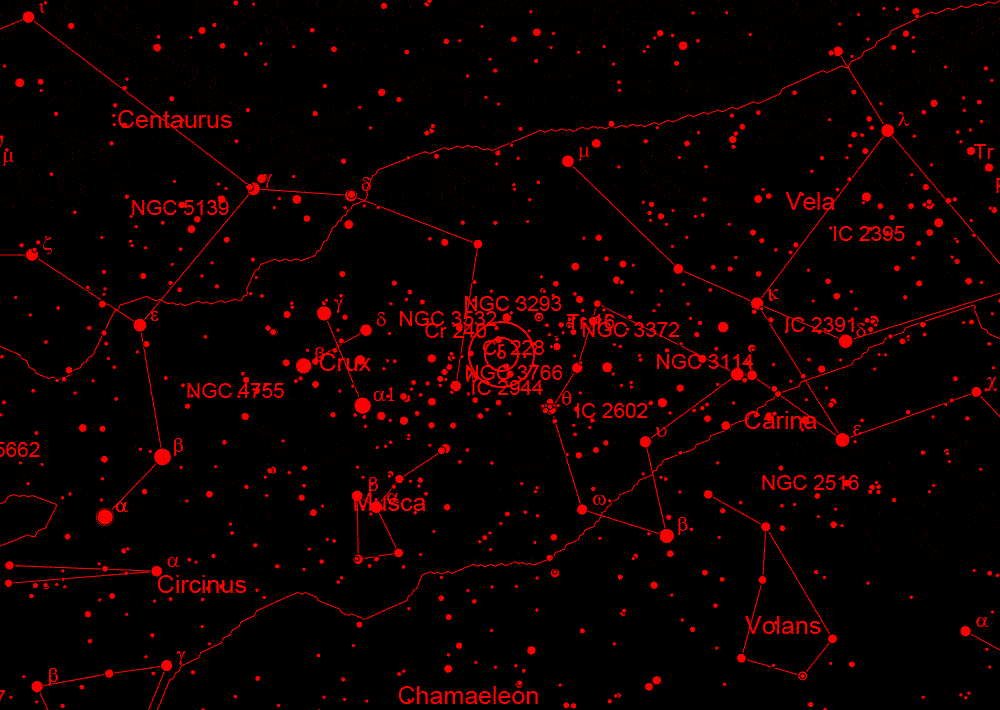 ι
Centaurus
λ
μ
Tr
μ
γ
δ
Vela
NGC 5139
IC 2395
ζ
κ
NGC 3293
γ
ε
δ
NGC 3532
NGC 3372
IC 2391
δ
Cr 240
β
Crux
Cr 228
NGC 3114
NGC 3766
NGC 4755
α1
IC 2944
χ
θ
IC 2602
Carina
ε
υ
β
5662
β
α
Musca
NGC 2516
ω
α
β
α
Circinus
Volans
α
γ
β
Chamaeleon